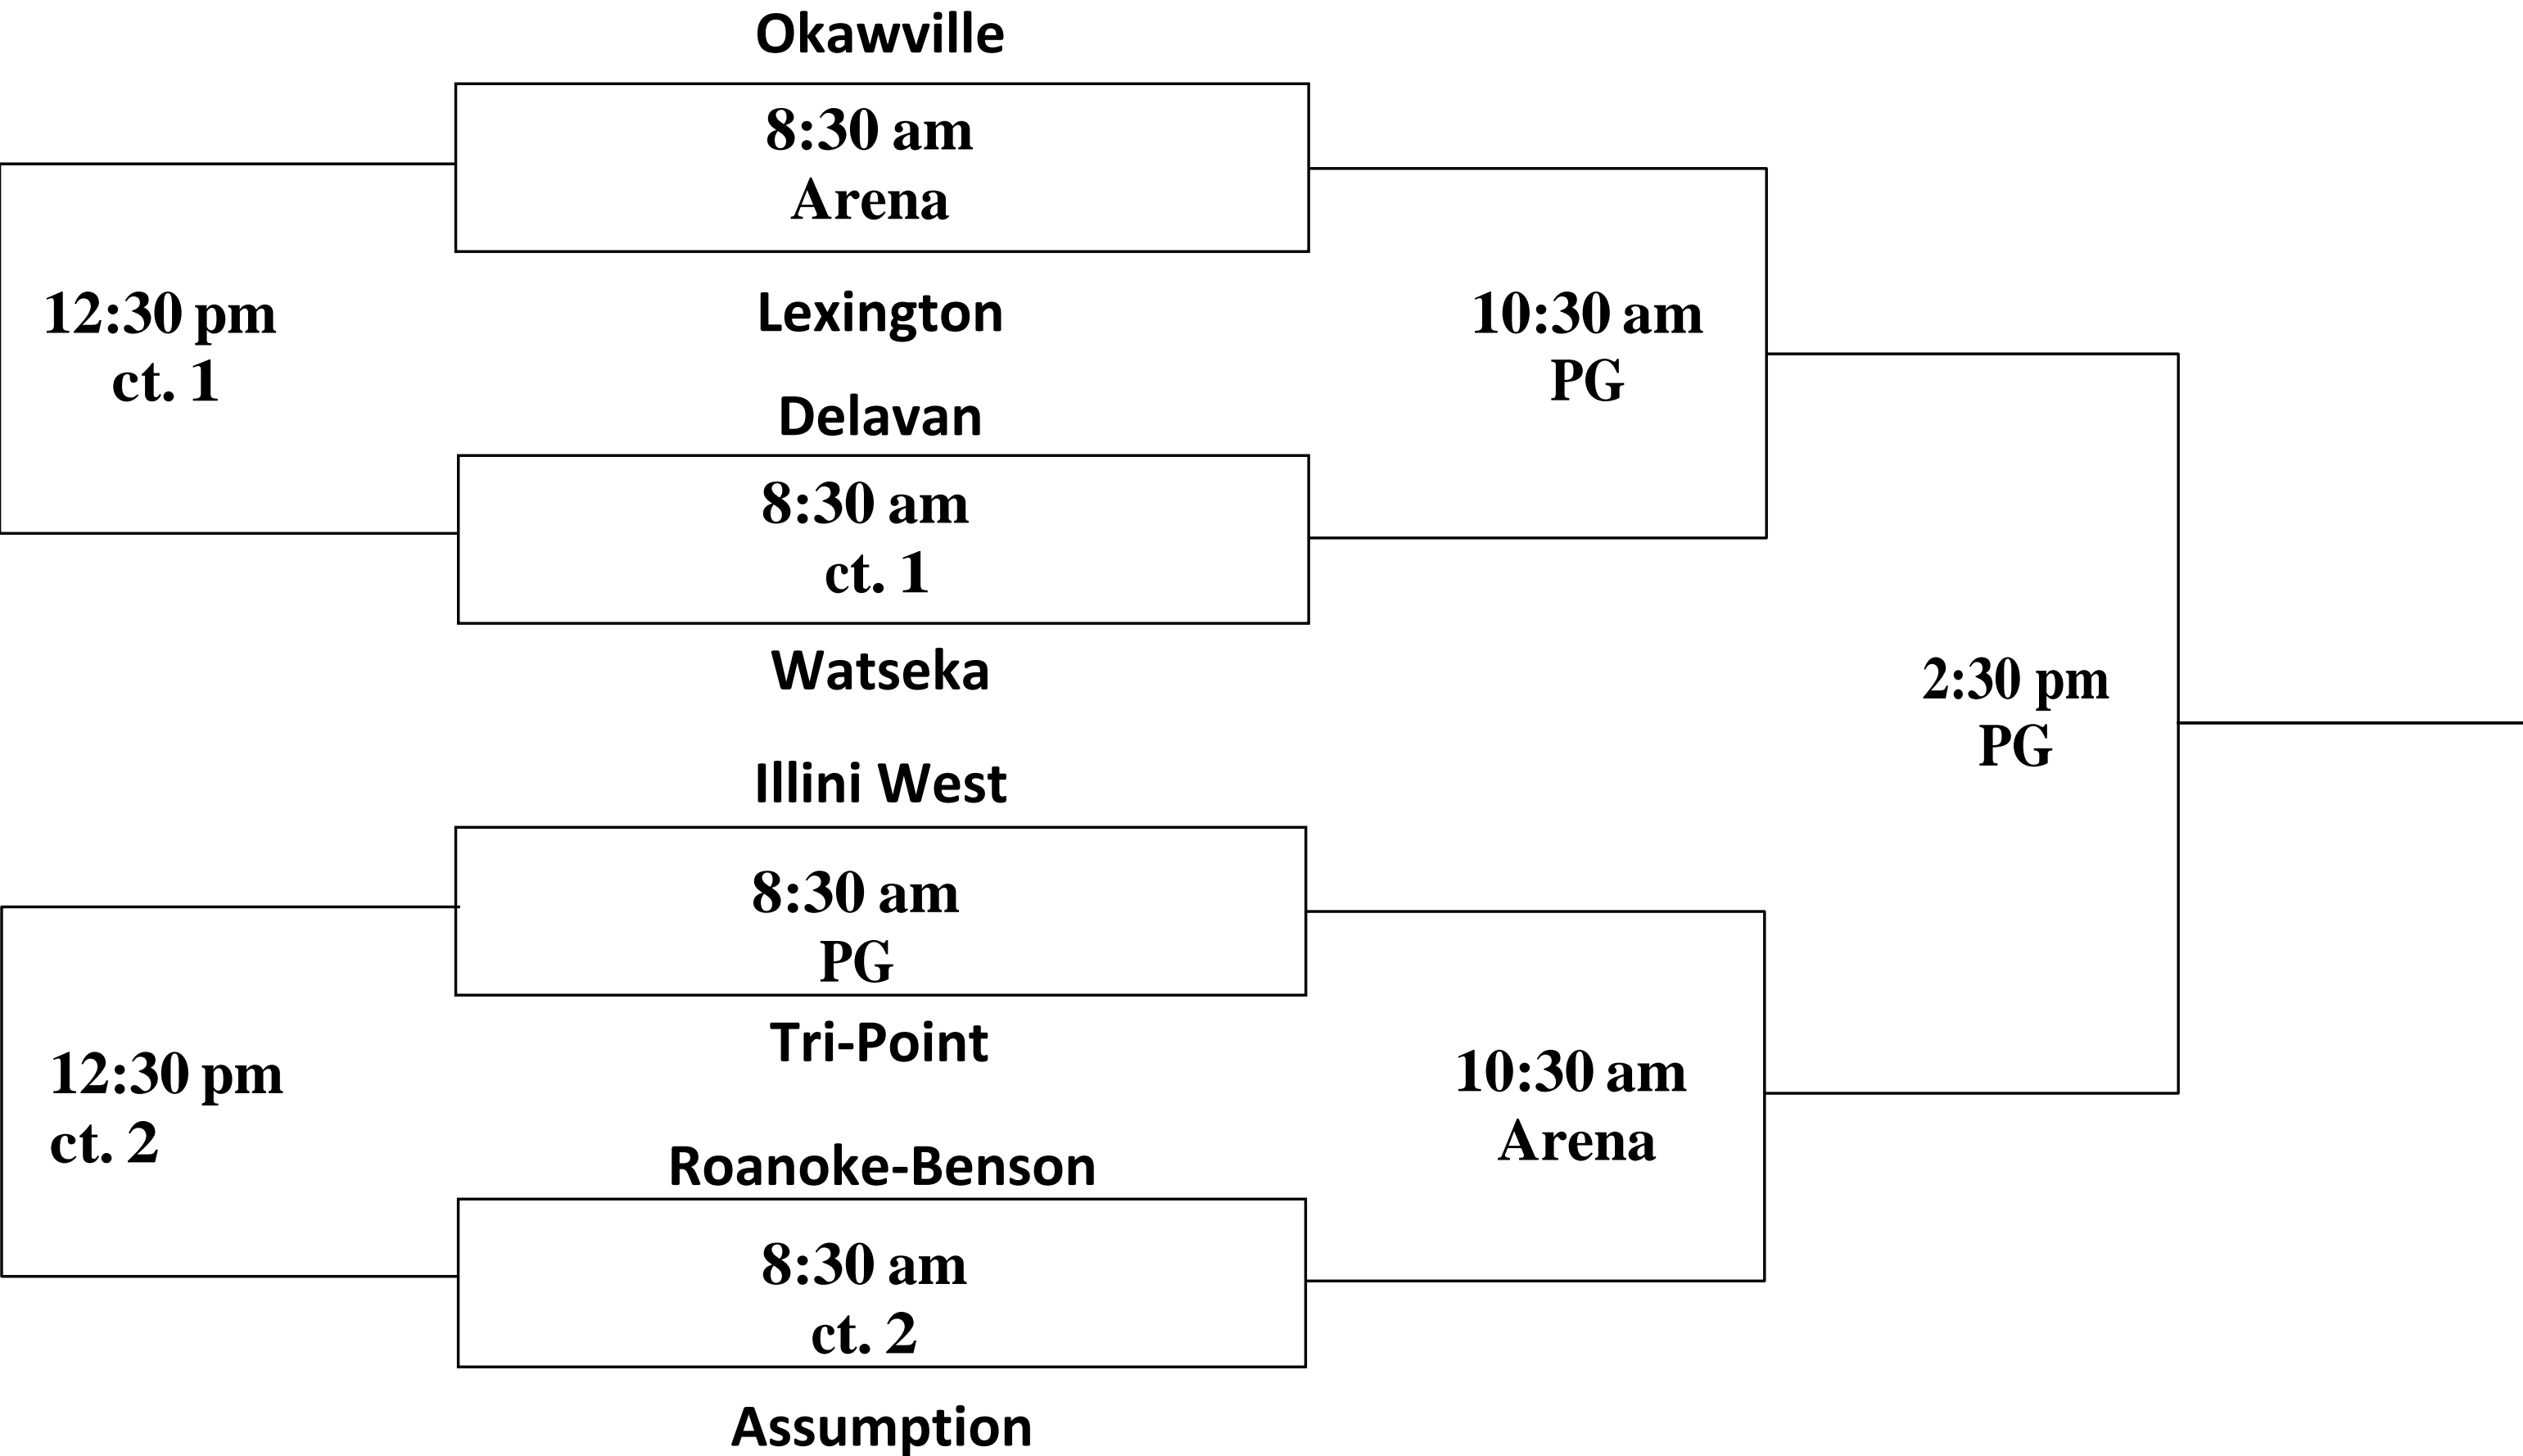 Okawville
8:30 am
Arena
12:30 pm
ct. 1
Lexington
10:30 am
PG
Delavan
8:30 am
ct. 1
Watseka
2:30 pm
PG
Illini West
8:30 am
PG
Tri-Point
12:30 pm
ct. 2
10:30 am
Arena
Roanoke-Benson
8:30 am
ct. 2
Assumption